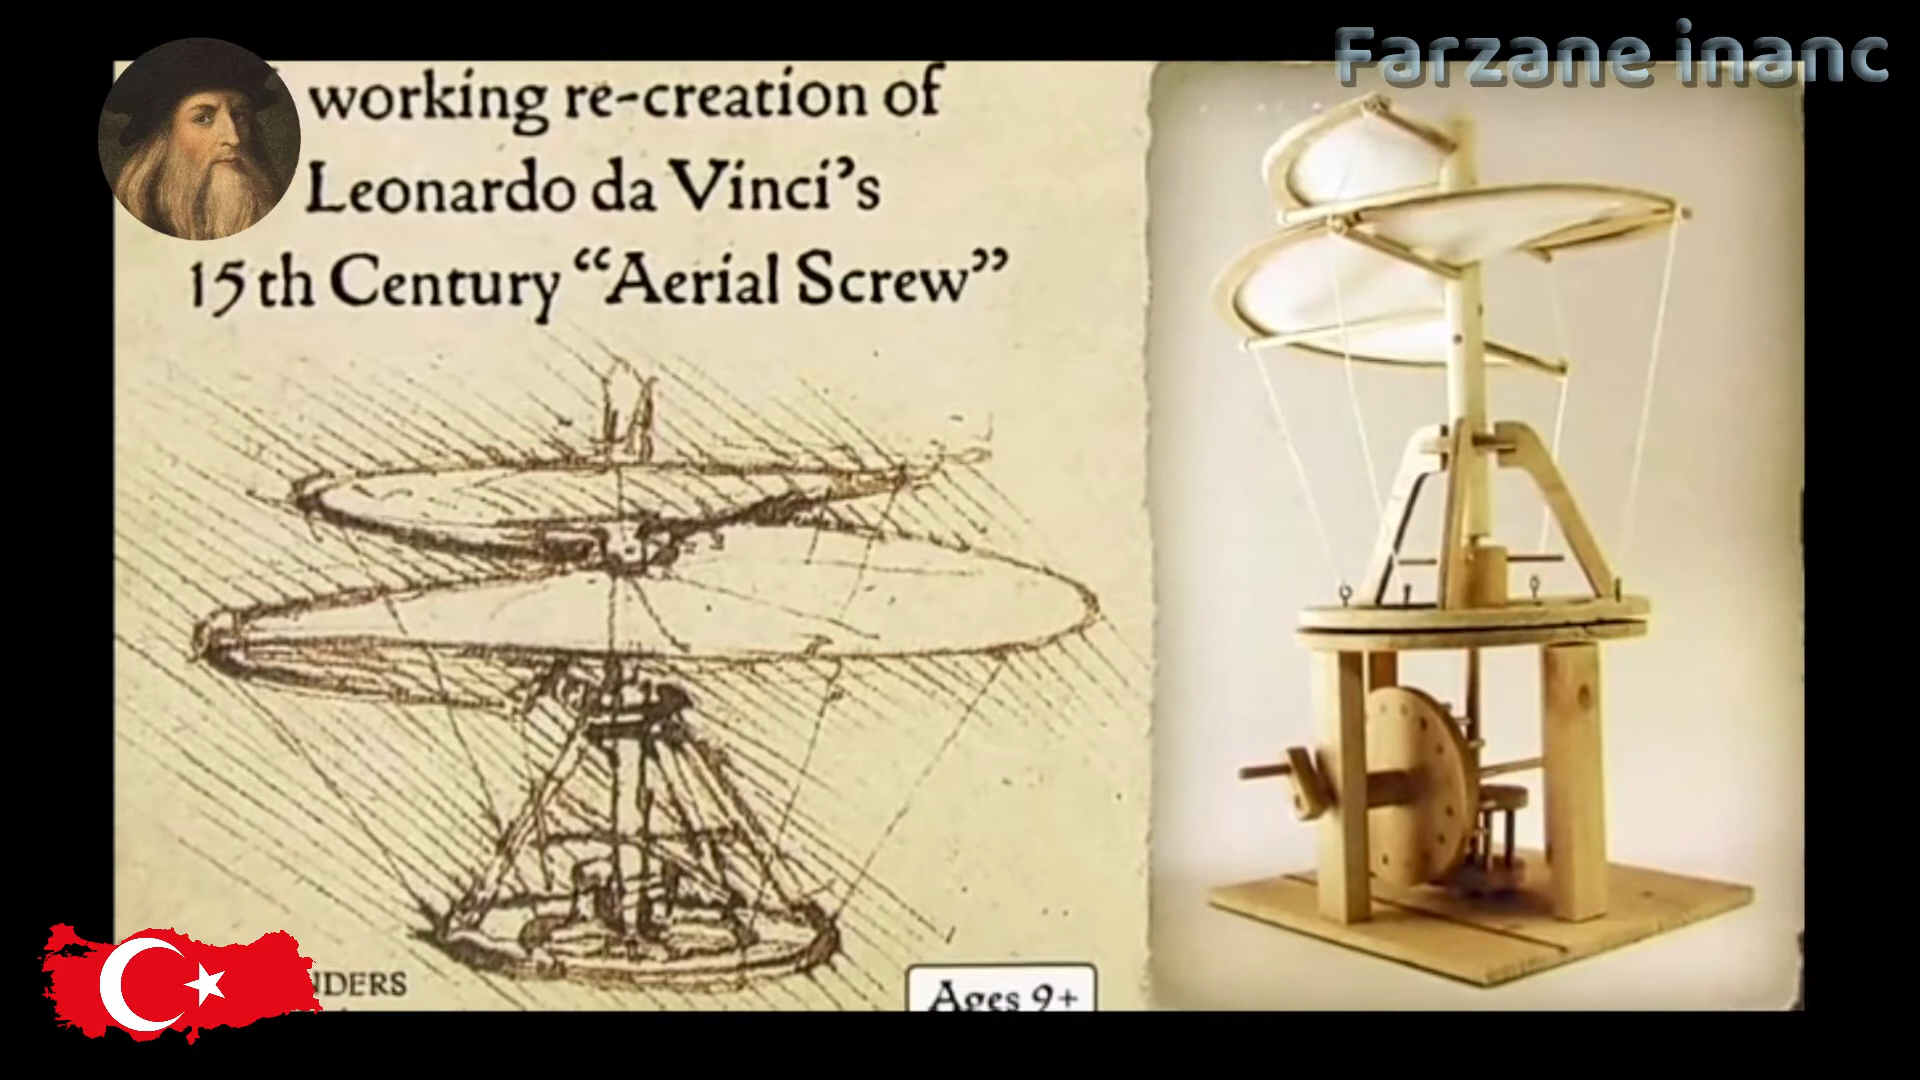 Farzane inanc
working re-creation of
Leonardo da Vinci's
15th Century “Aerial Screw”
Ages 9+